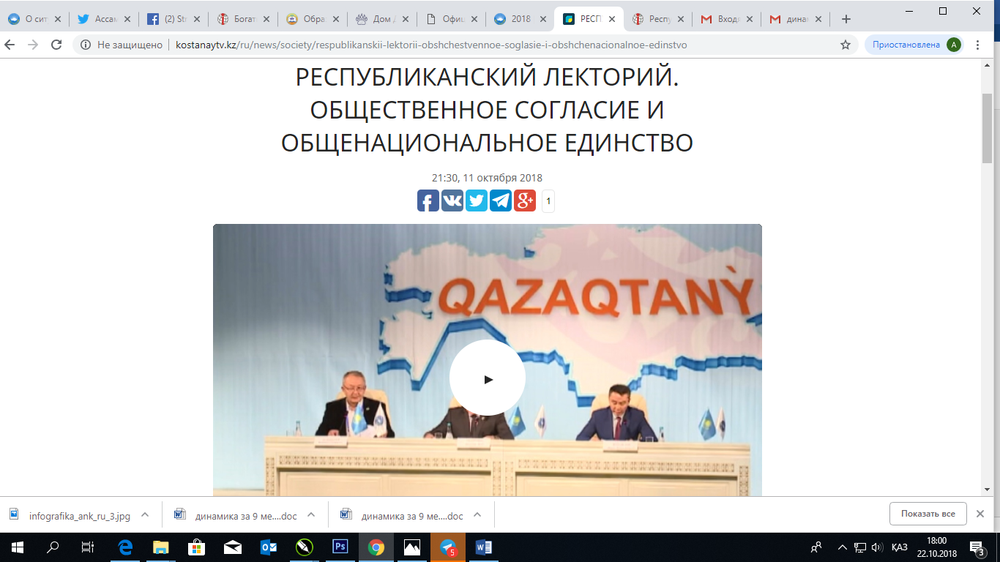 О сит
Ассам
(2) Str
Богат
Обра
Дом Д
Офиц
2018
РЕСП
Респу
Входя
динам
Не защищено
kostanaytv.kz/ru/news/society/respublikanskii-lektorii-obshchestvennoe-soglasie-i-obshchenacionalnoe-edinstvo
Приостановлена
A
РЕСПУБЛИКАНСКИЙ ЛЕКТОРИЙ.
ОБЩЕСТВЕННОЕ СОГЛАСИЕ И
ОБЩЕНАЦИОНАЛЬНОЕ ЕДИНСТВО
21:30, 11 октября 2018
1
QAZAQTANÝ
infografika_ank_ru_3.jpg
динамика за 9 ме....doc
динамика за 9 ме....doc
Показать все
Ps
5
ҚАЗ
18:00
22.10.2018
3